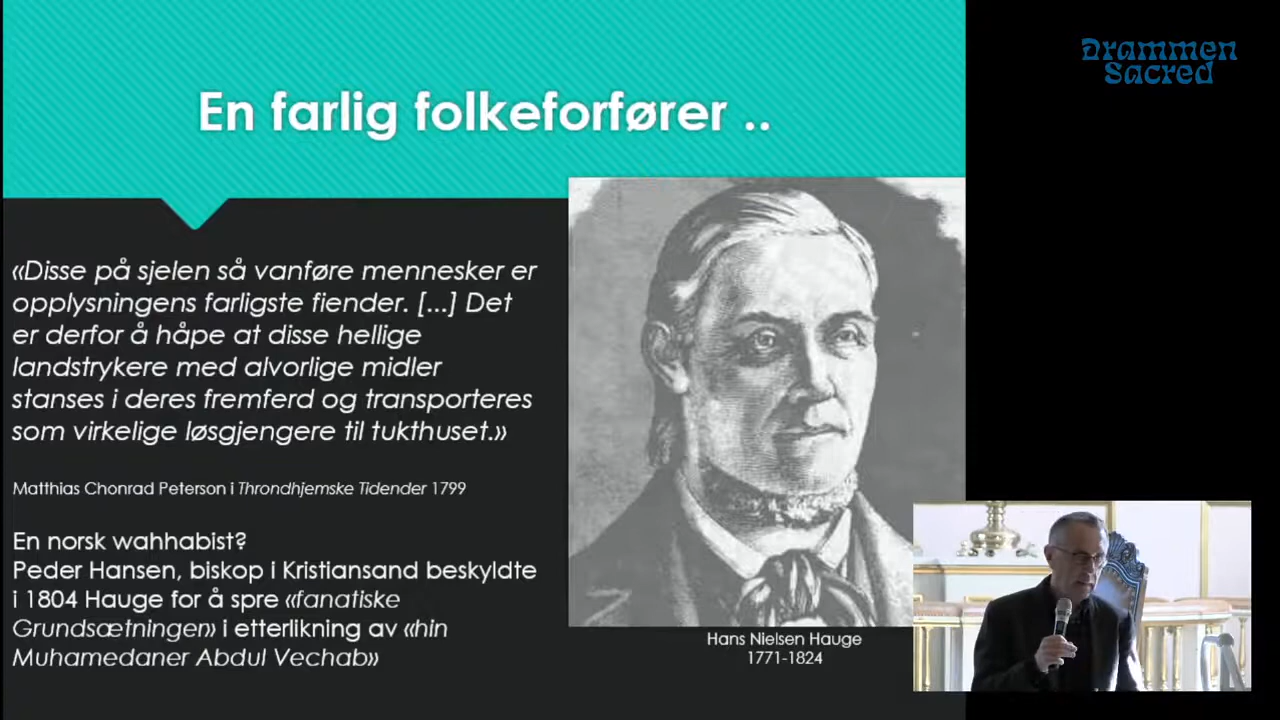 Drammen
Sacred
En farlig folkeforfører ..
«Disse på sjelen så vanføre mennesker er
opplysningens farligste fiender. [...] Det
er derfor å håpe at disse hellige
landstrykere med alvorlige midler
stanses i deres fremferd og transporteres
som virkelige løsgjengere til tukthuset.»
Matthias Chonrad Peterson i Throndhjemske Tidender 1799
En norsk wahhabist?
Peder Hansen, biskop i Kristiansand beskyldte
i 1804 Hauge for å spre «fanatiske
Grundsætningen» i etterlikning av «hin
Muhamedaner Abdul Vechab»
Hans Nielsen Hauge
1771-1824